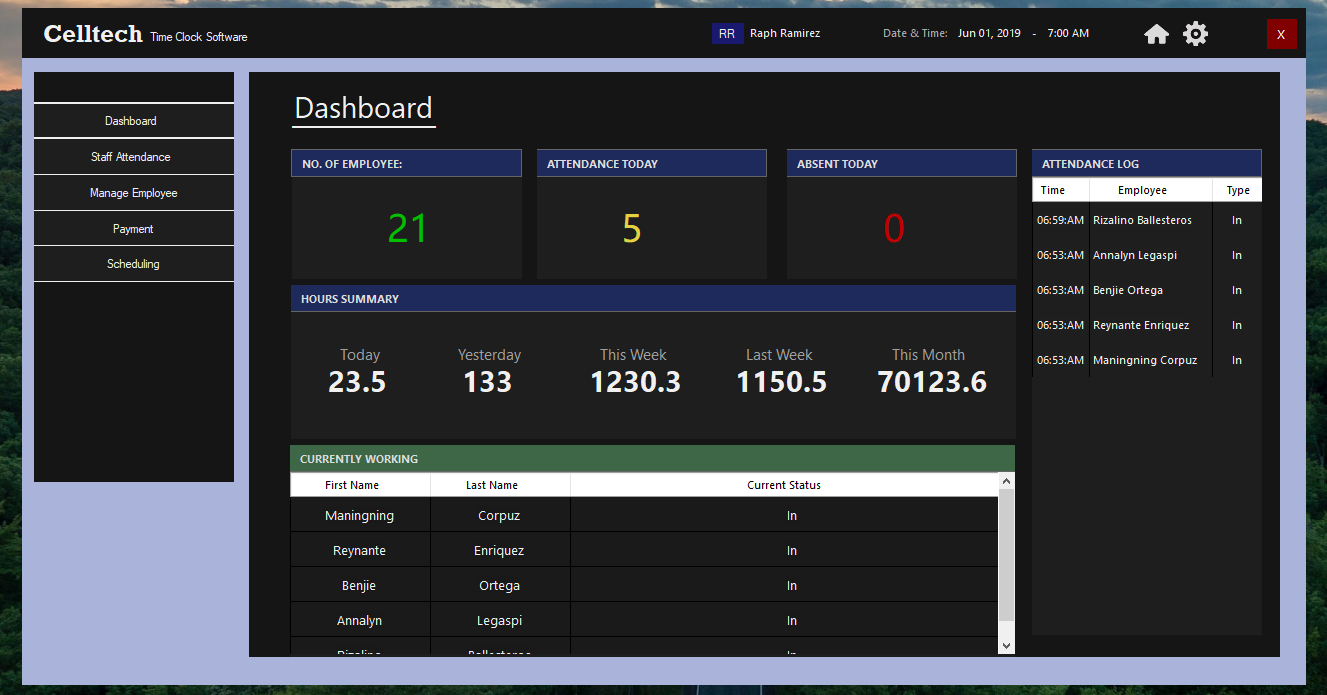 Celltech Time Clock Software
RR Raph Ramirez
Date & Time: Jun 01, 2019 - 7:00 AM
X
Dashboard
Staff Attendance
Manage Employee
Payment
Scheduling
Dashboard
NO. OF EMPLOYEE:
21
ATTENDANCE TODAY
5
ABSENT TODAY
0
HOURS SUMMARY
Today Yesterday This Week Last Week This Month
23.5 133 1230.3 1150.5 70123.6
CURRENTLY WORKING
First Name Last Name Current Status
Maningning Corpuz In
Reynante Enriquez In
Benjie Ortega In
Annalyn Legaspi In
Rizalino Ballesteros In
ATTENDANCE LOG
Time Employee Type
06:59:AM Rizalino Ballesteros In
06:53:AM Annalyn Legaspi In
06:53:AM Benjie Ortega In
06:53:AM Reynante Enriquez In
06:53:AM Maningning Corpuz In